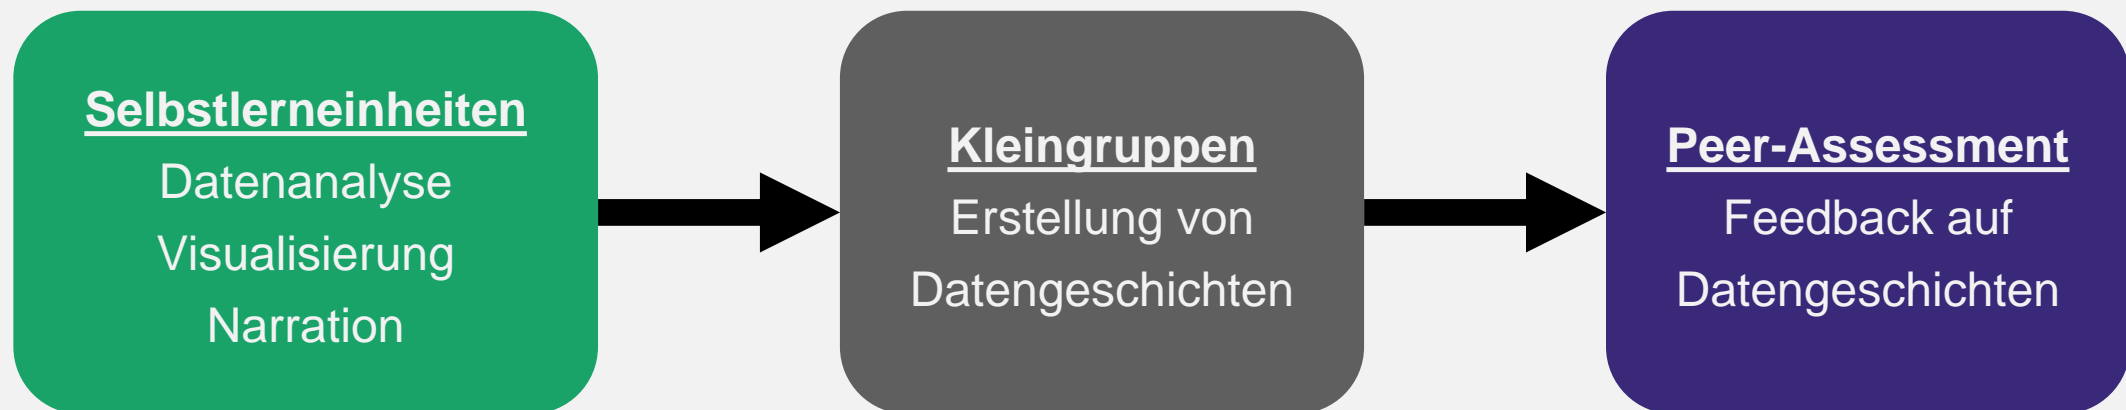 Selbstlerneinheiten
Datenanalyse
Visualisierung
Narration
Kleingruppen
Erstellung von
Datengeschichten
Peer-Assessment
Feedback auf
Datengeschichten